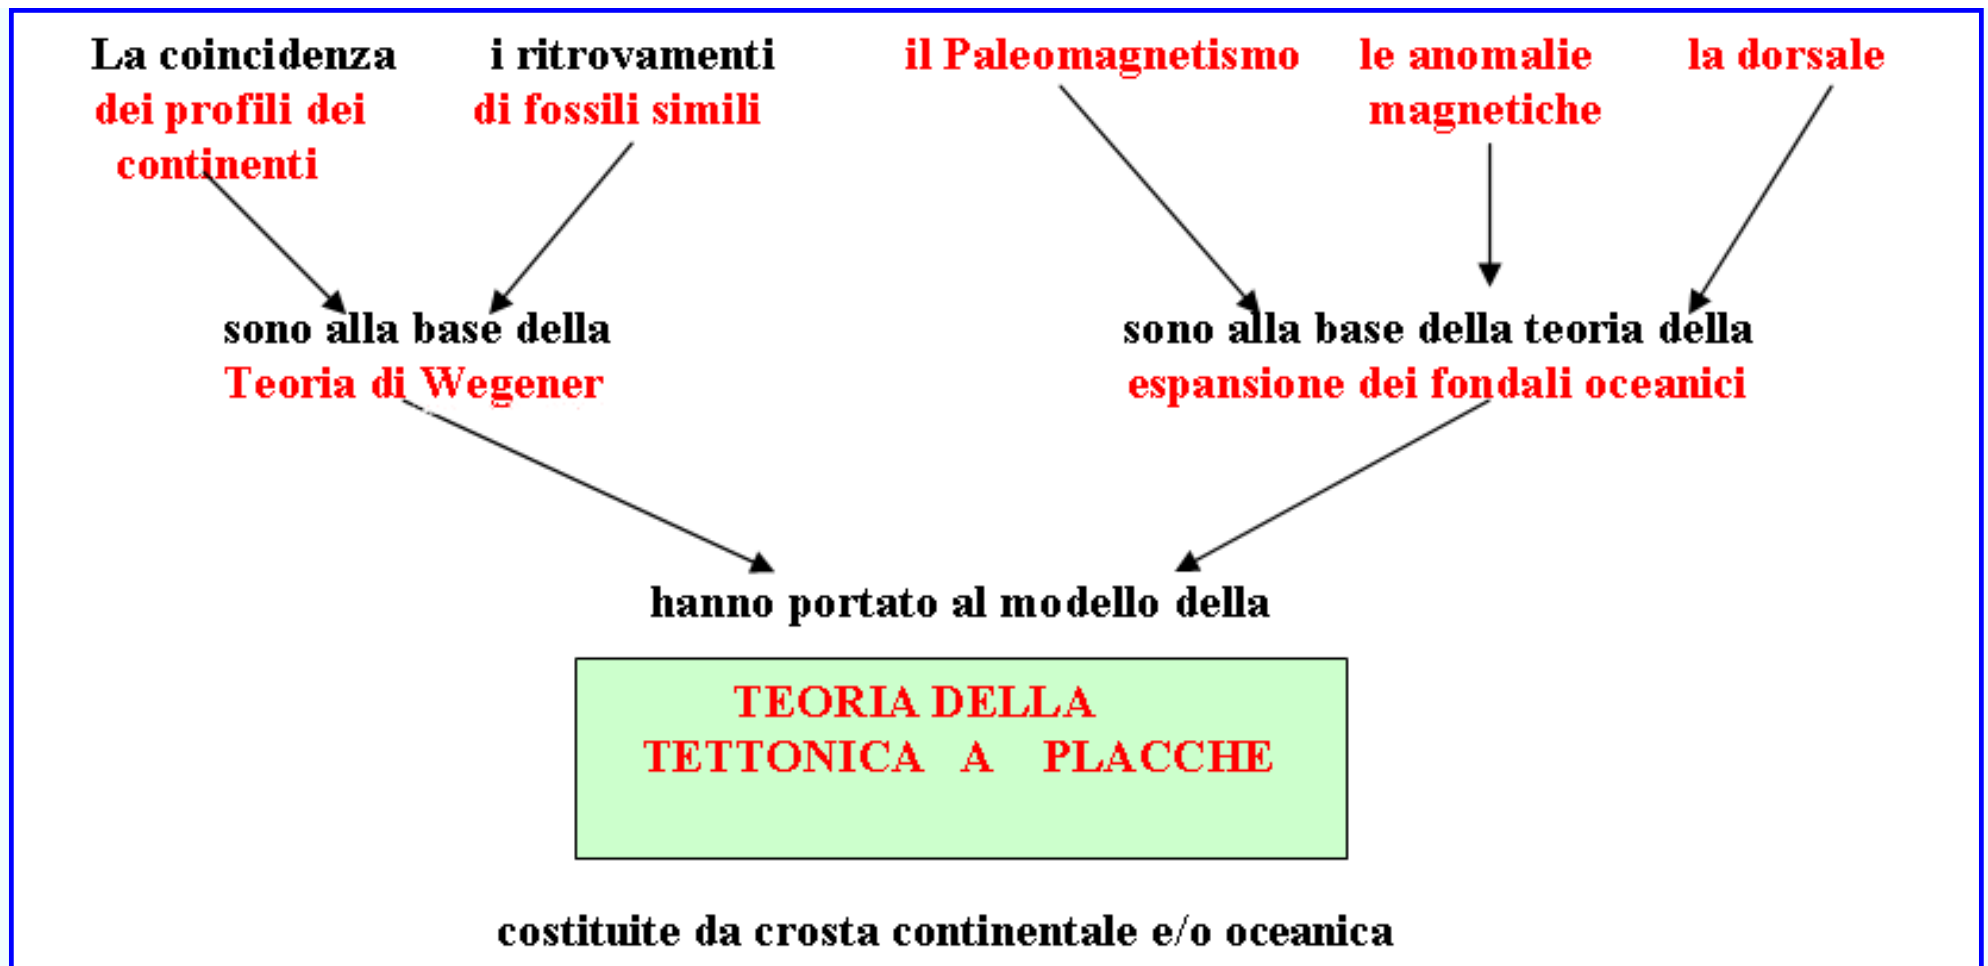 La coincidenza
dei profili dei
continenti
i ritrovamenti
di fossili simili
il Paleomagnetismo
le anomalie
magnetiche
la dorsale
sono alla base della
Teoria di Wegener
sono alla base della teoria della
espansione dei fondali oceanici
hanno portato al modello della
TEORIA DELLA
TETTONICA A PLACCHE
costituite da crosta continentale e/o oceanica